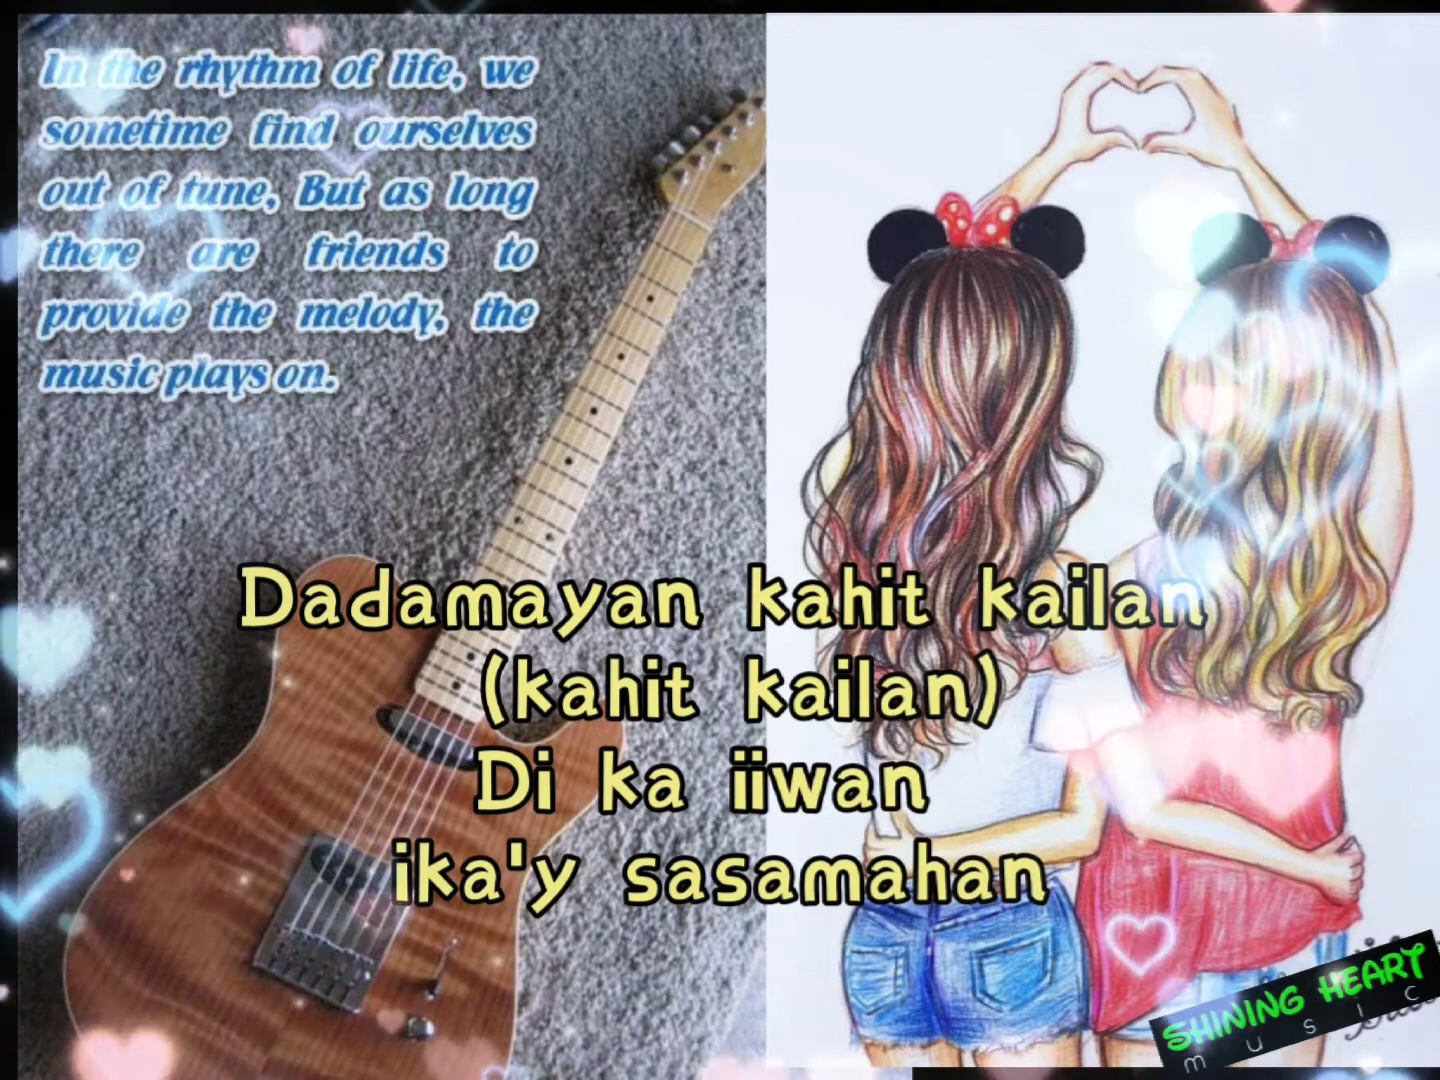 In the rhythm of life, we
sometime find ourselves
out of tune, But as long
there are friends to
provide the melody, the
music plays on.
Dadamayan kahit kailan
(kahit kailan)
Di ka iiwan
ika'y sasamahan
SHINING HEART
music